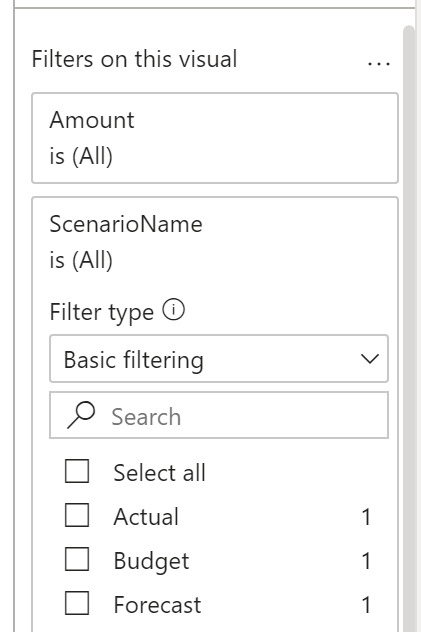 Filters on this visual ...
Amount
is (All)
ScenarioName
is (All)
Filter type
Basic filtering
Search
Select all
Actual 1
Budget 1
Forecast 1